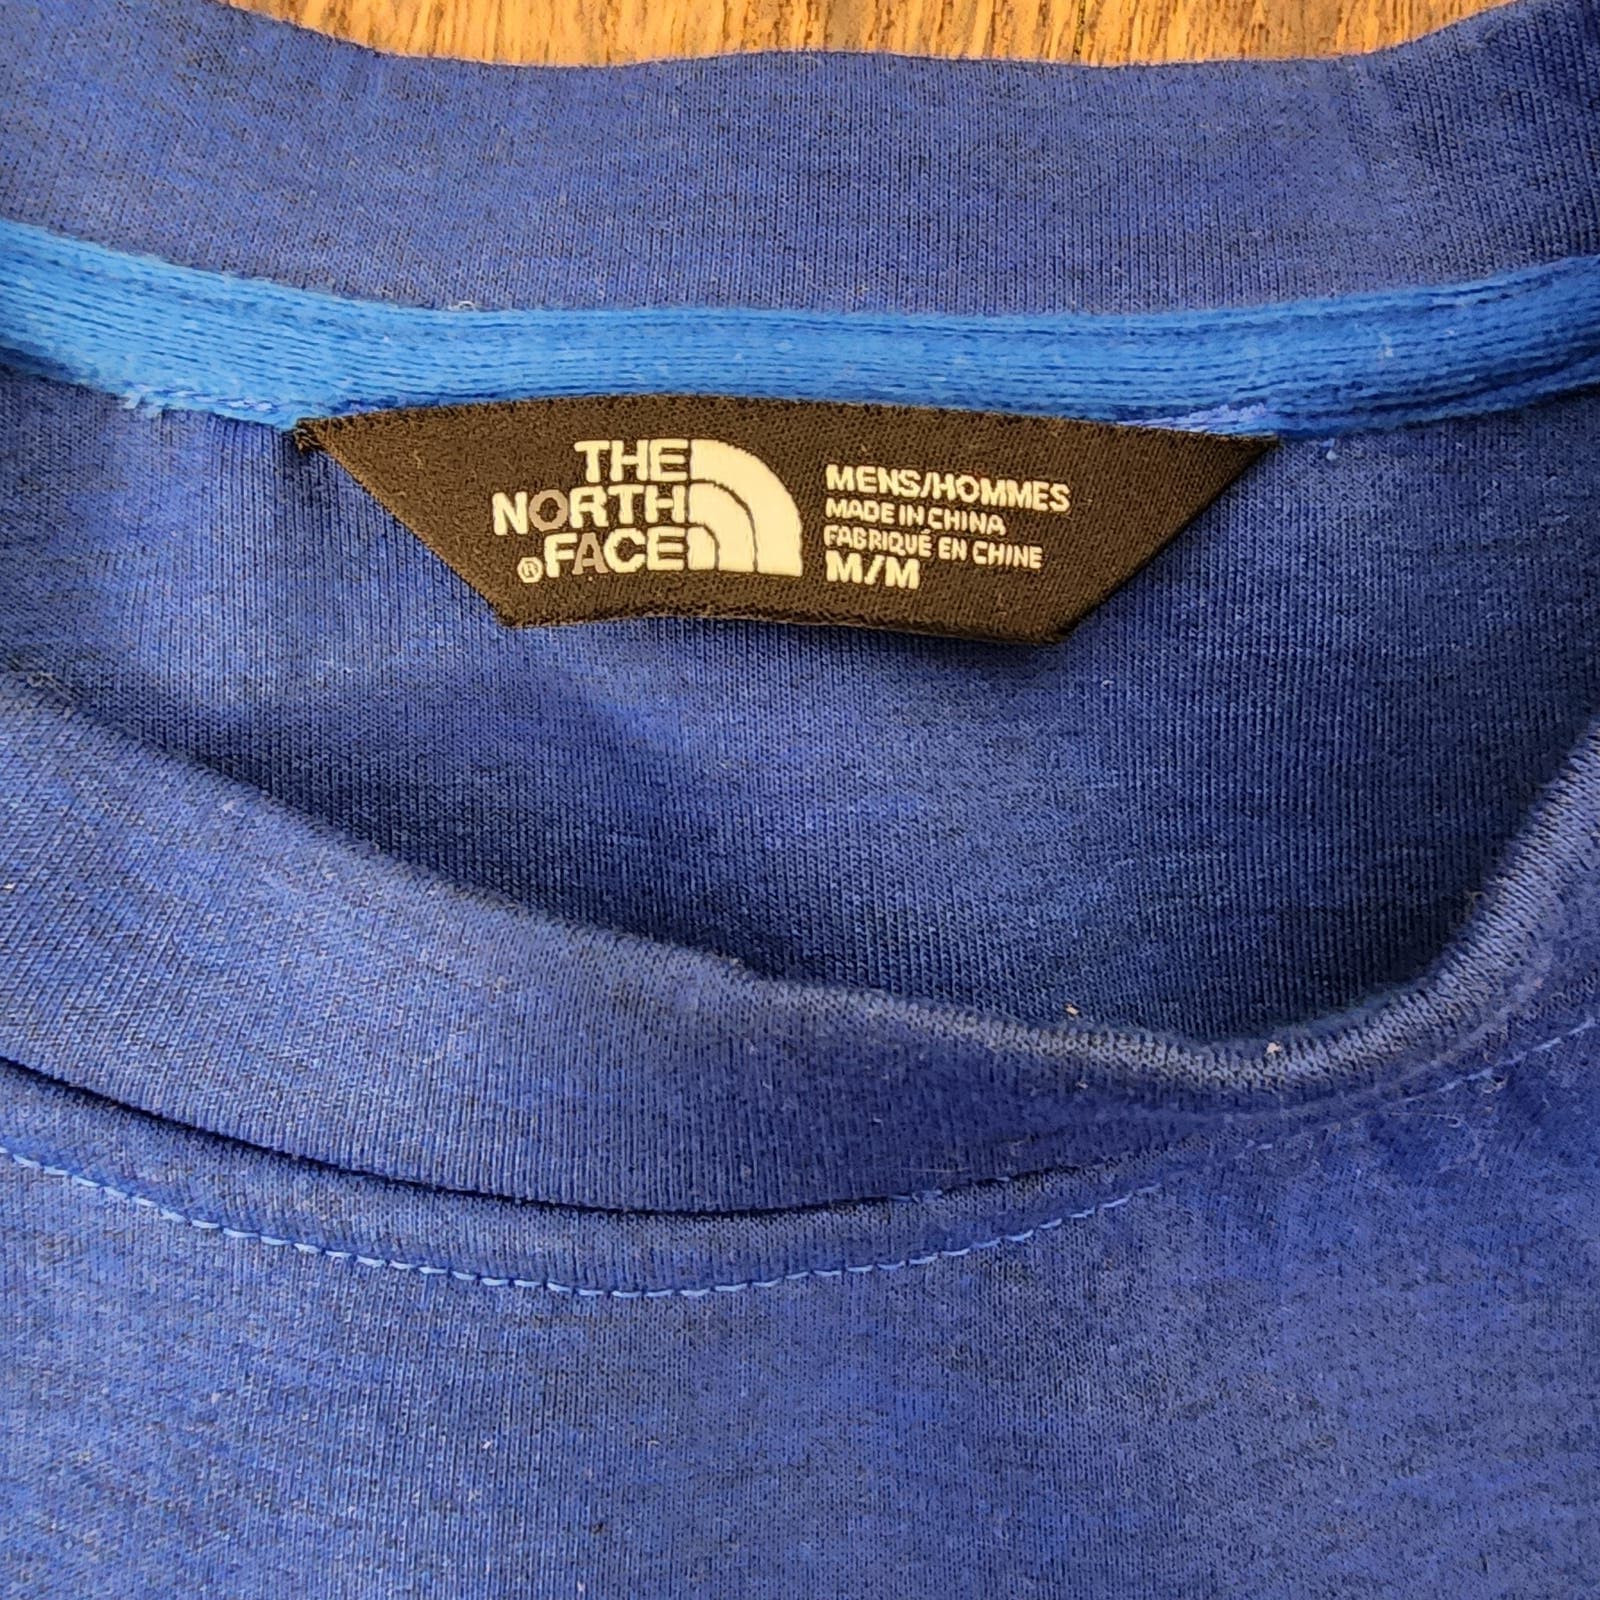 THE
NORTH
®FACE
MENS/HOMMES
MADE IN CHINA
FABRIQUÉ EN CHINE
M/M